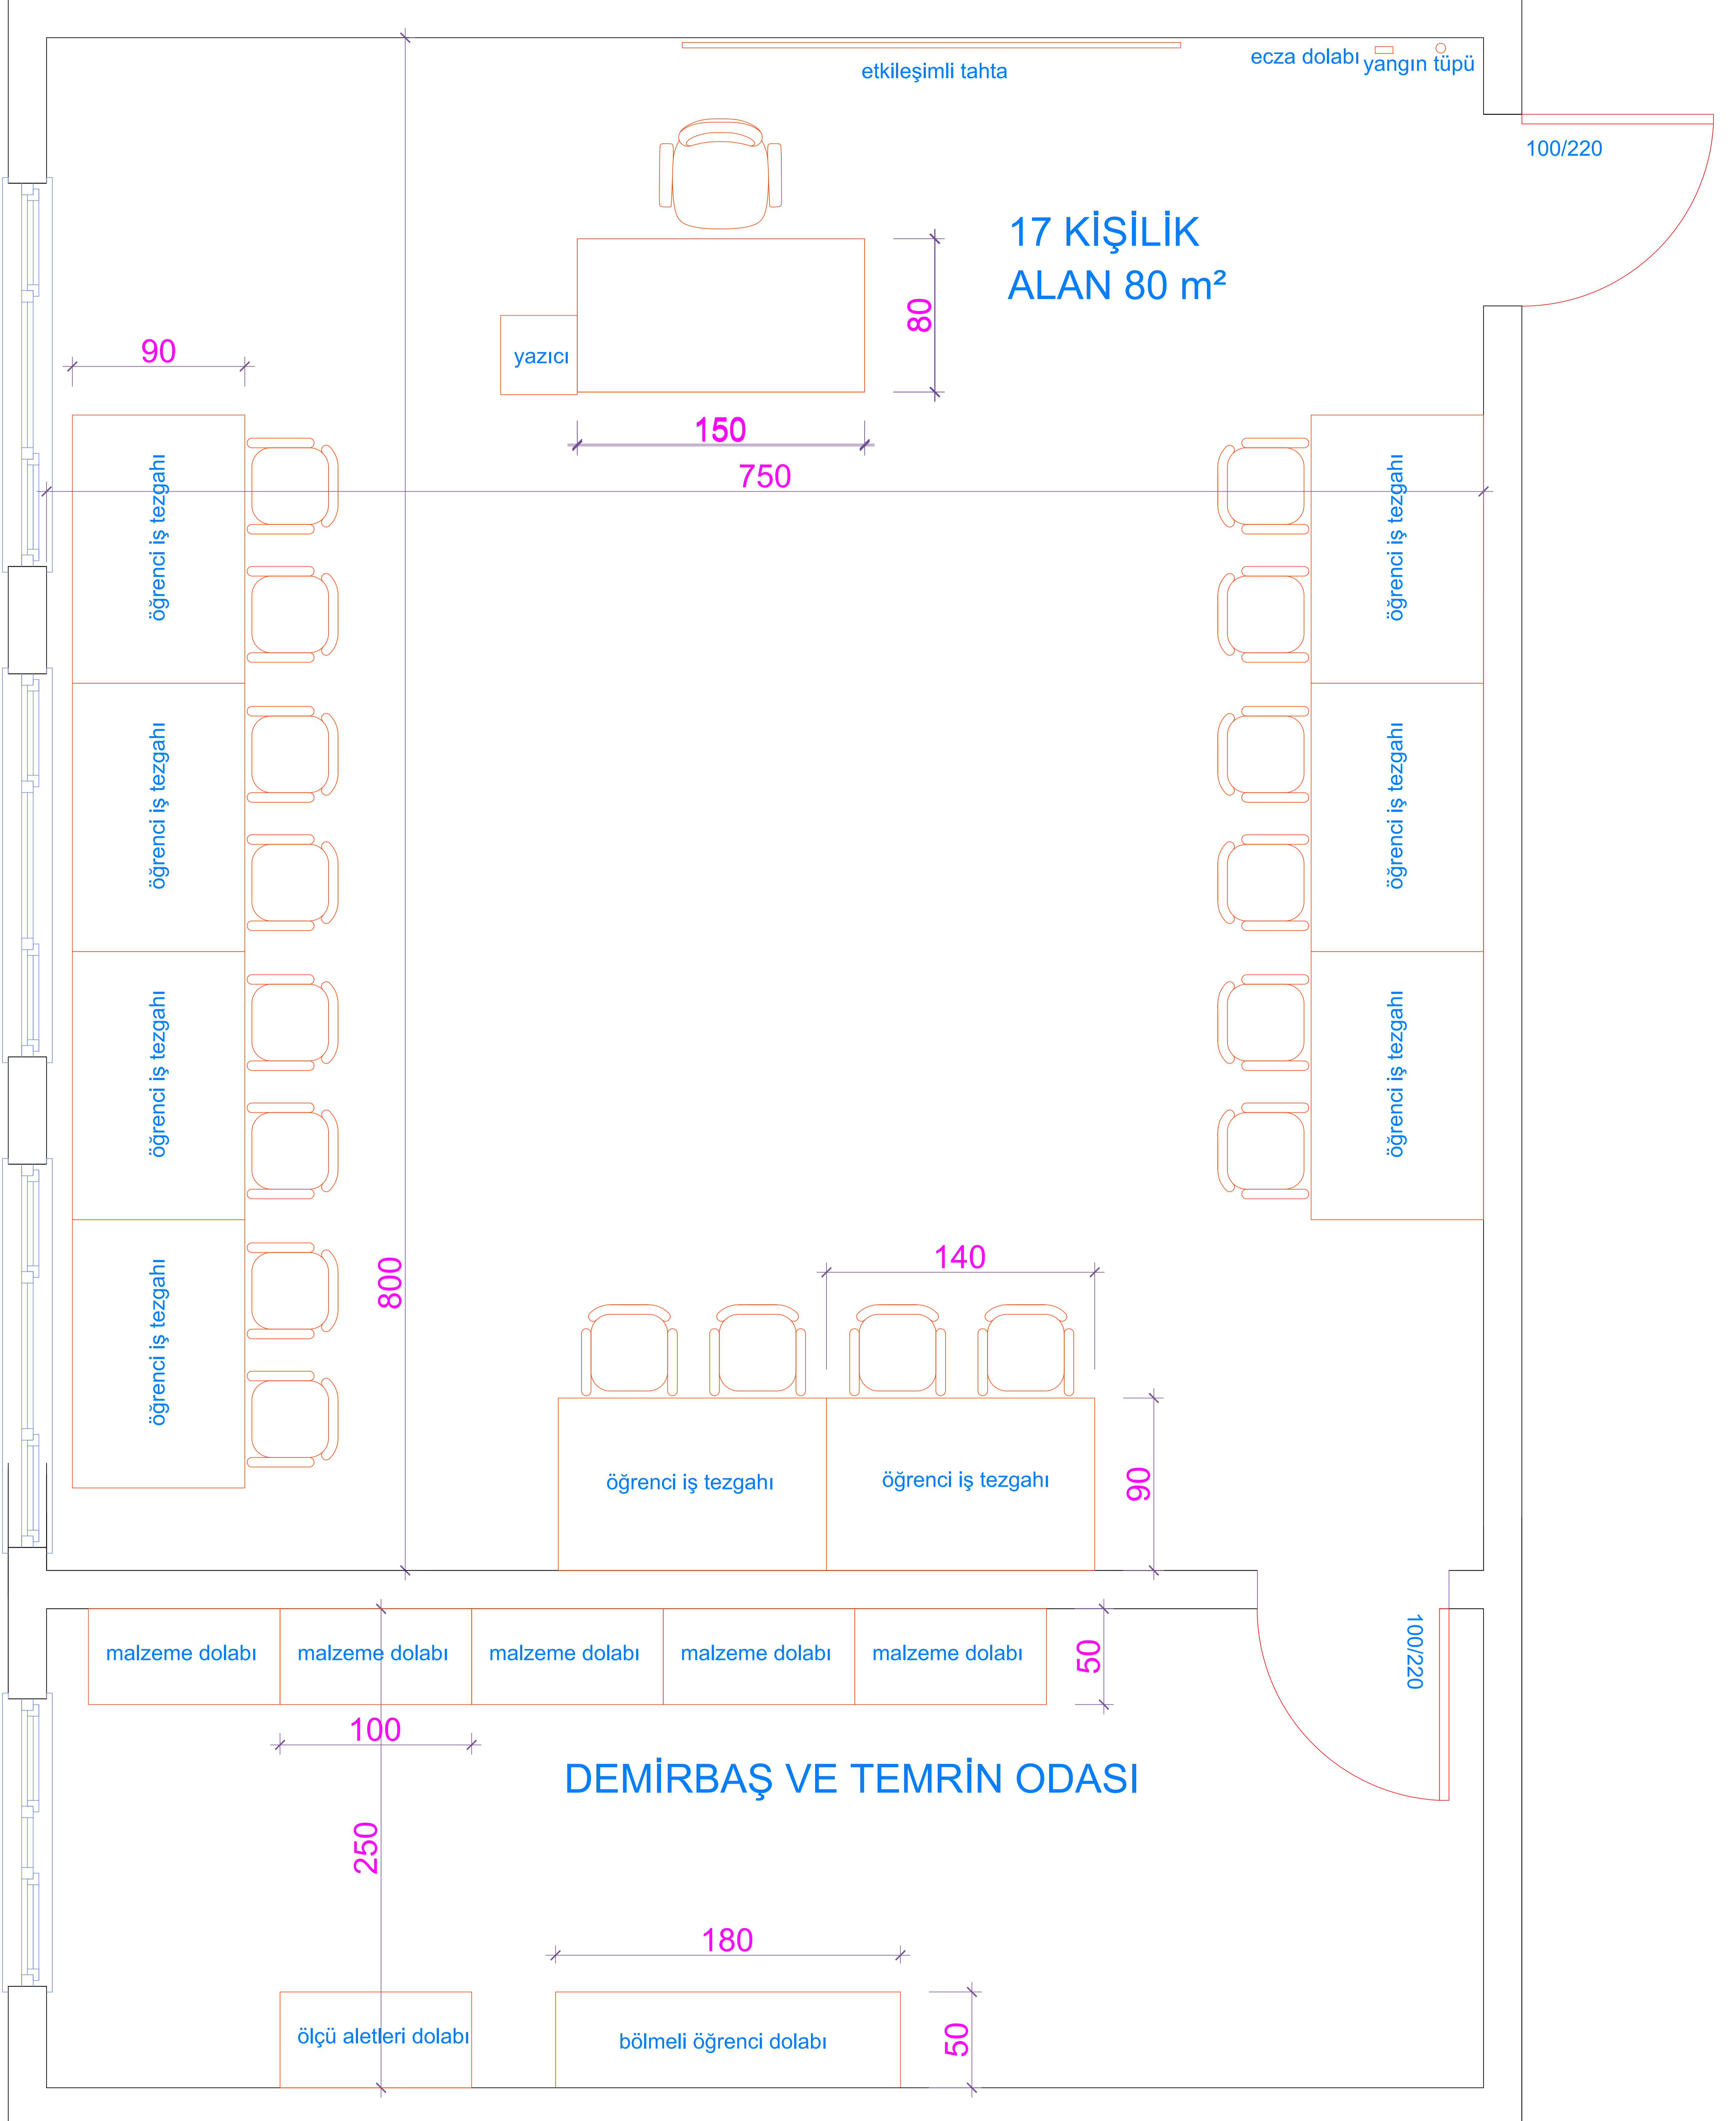 etkileşimli tahta
ecza dolabı
yangın tüpü
100/220
17 KİŞİLİK
ALAN 80 m²
80
yazıcı
90
150
750
öğrenci iş tezgahı
öğrenci iş tezgahı
öğrenci iş tezgahı
öğrenci iş tezgahı
öğrenci iş tezgahı
öğrenci iş tezgahı
öğrenci iş tezgahı
800
140
öğrenci iş tezgahı
öğrenci iş tezgahı
90
malzeme dolabı
malzeme dolabı
malzeme dolabı
malzeme dolabı
malzeme dolabı
50
100/220
100
DEMİRBAŞ VE TEMRİN ODASI
250
180
ölçü aletleri dolabı
bölmeli öğrenci dolabı
50